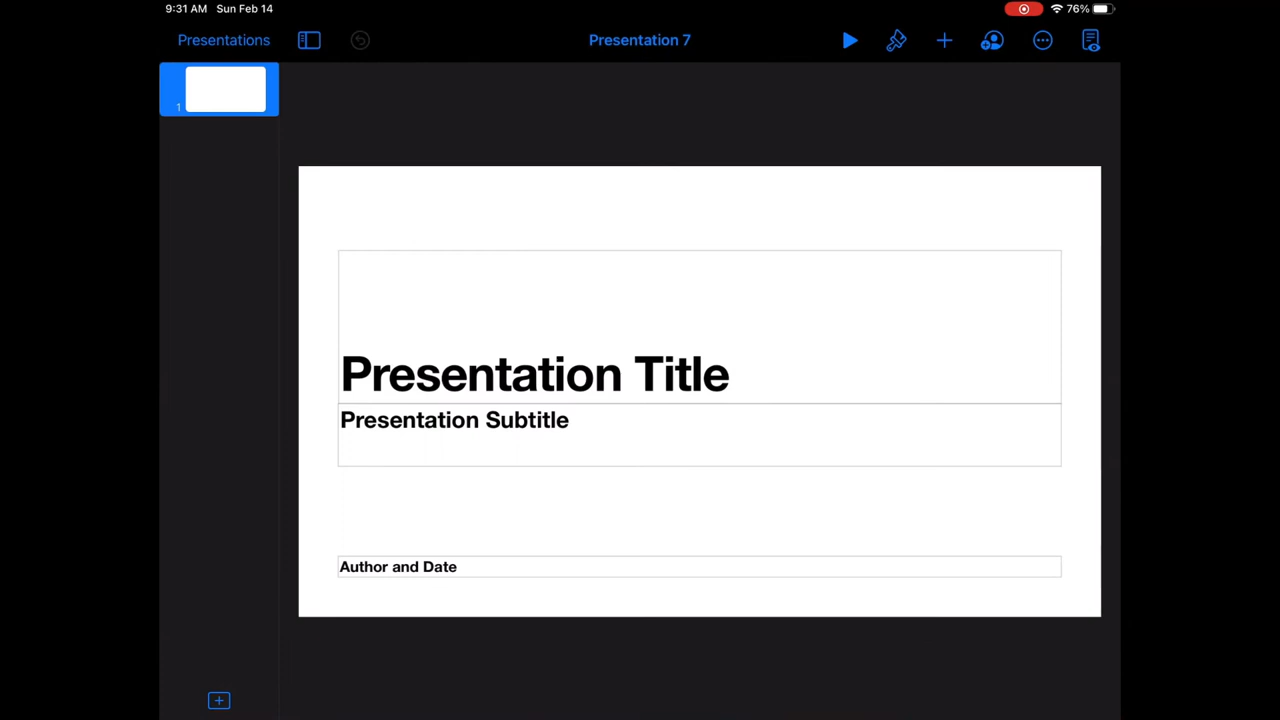 9:31 AM Sun Feb 14
76%
Presentations
Presentation 7
1
Presentation Title
Presentation Subtitle
Author and Date